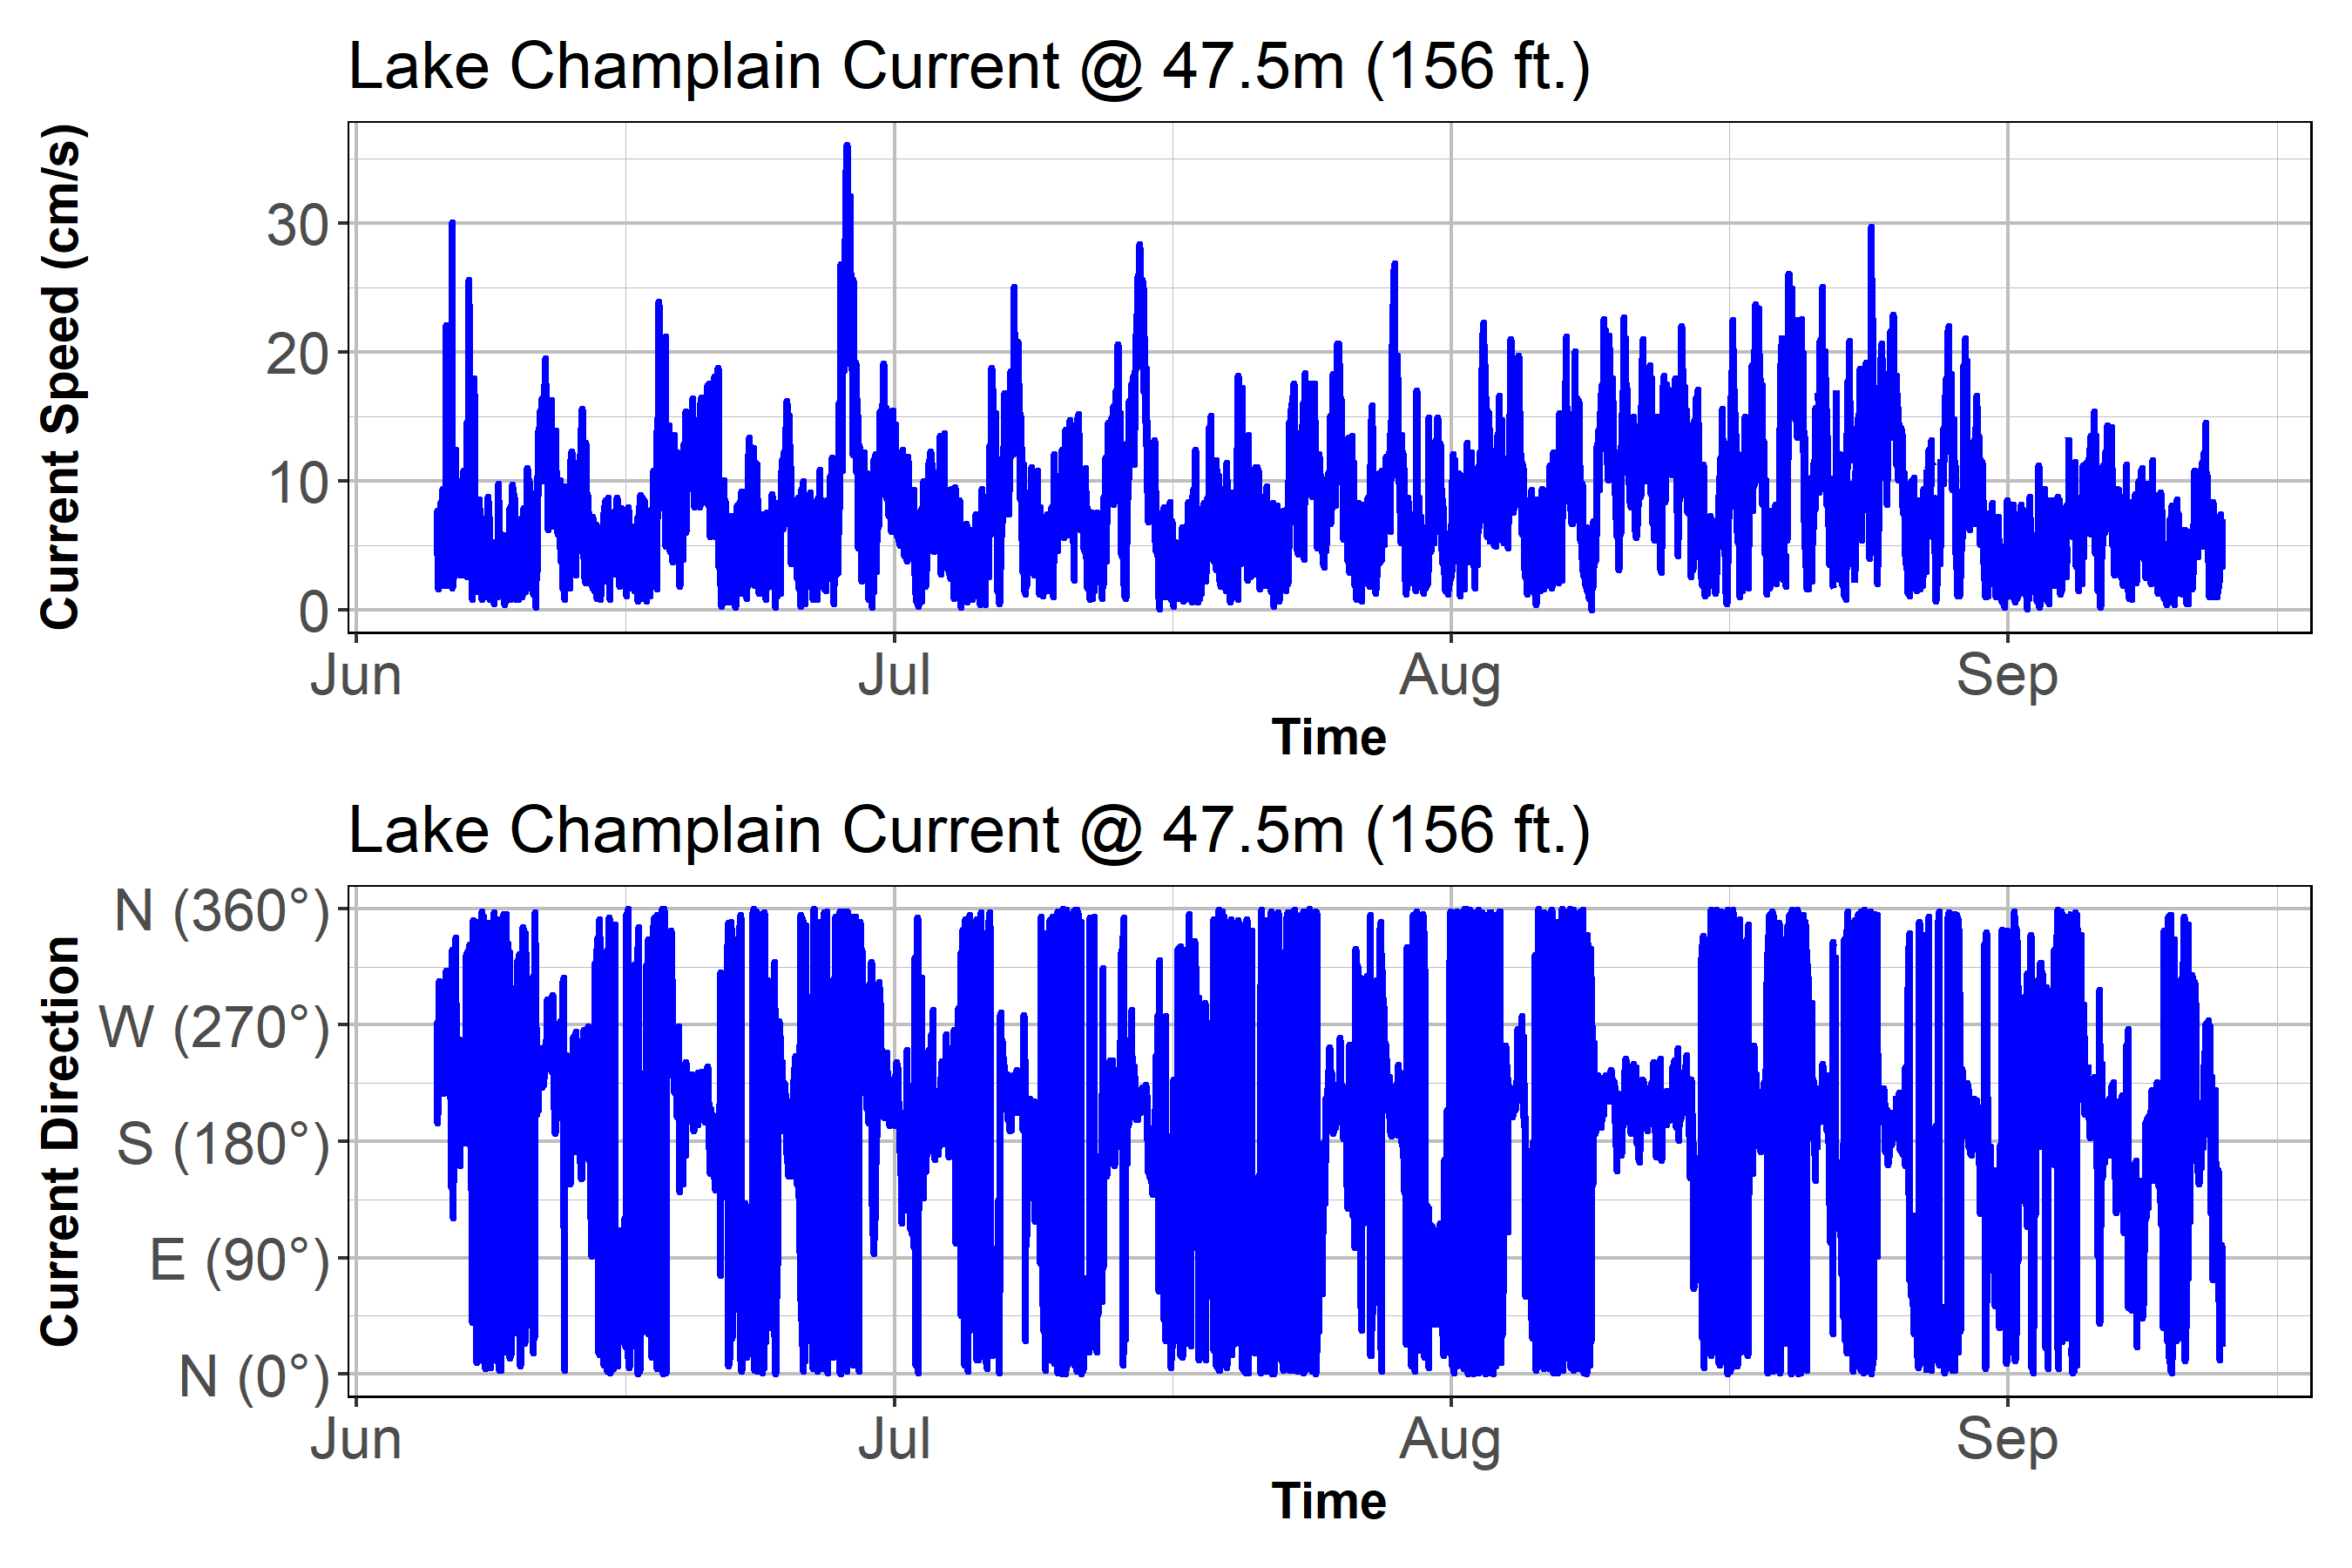 Lake Champlain Current @ 47.5m (156 ft.)
Current Speed (cm/s)
30
20
10
0
Jun Jul Aug Sep
Time
Lake Champlain Current @ 47.5m (156 ft.)
Current Direction
N (360°)
W (270°)
S (180°)
E (90°)
N (0°)
Jun Jul Aug Sep
Time